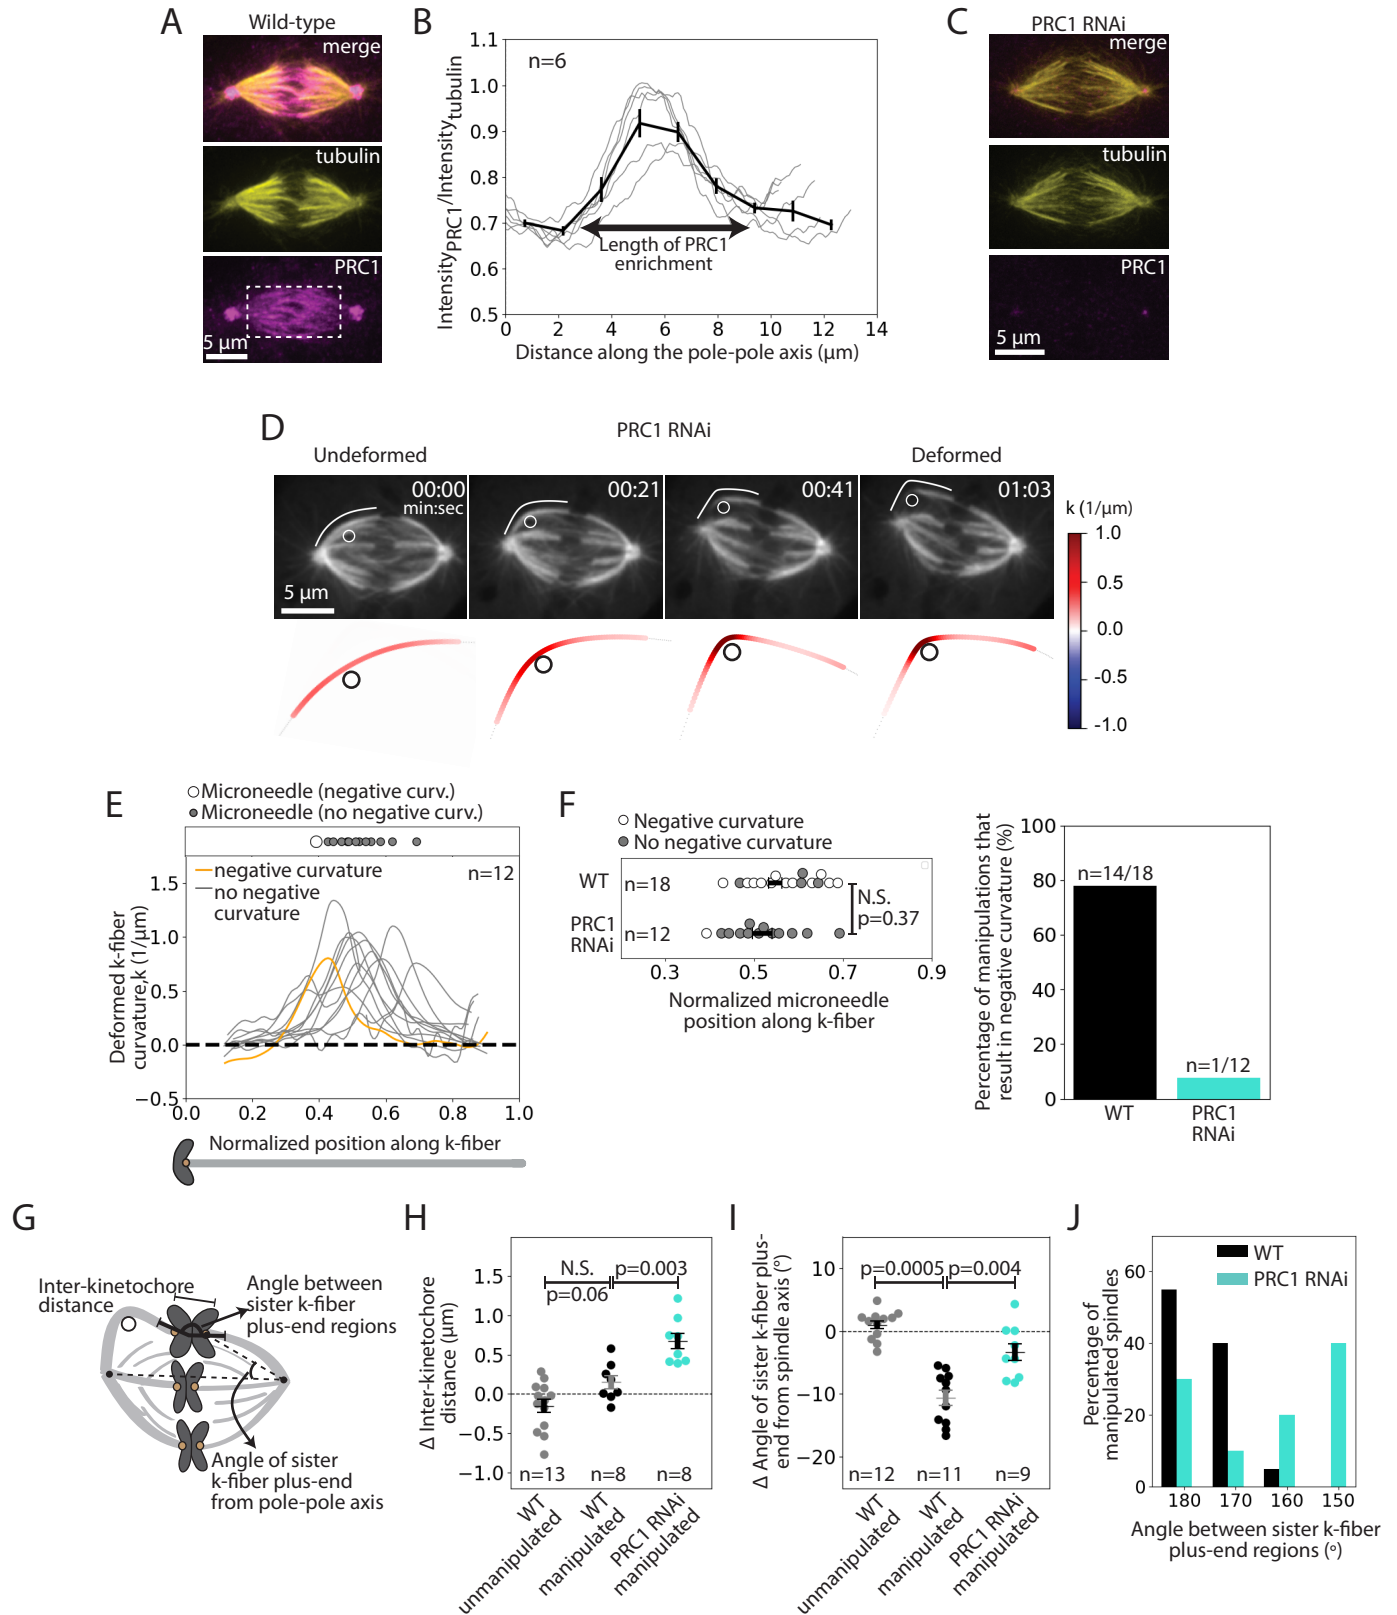 A
Wild-type
merge
tubulin
PRC1
5 μm
B
n=6
1.1
1.0
0.9
0.8
0.7
0.6
0.5
Intensity PRC1/Intensity tubulin
Length of PRC1
enrichment
0 2 4 6 8 10 12 14
Distance along the pole-pole axis (μm)
C
PRC1 RNAi
merge
tubulin
PRC1
5 μm
D
PRC1 RNAi
Undeformed
Deformed
00:00
min:sec
00:21
00:41
01:03
5 μm
k (1/μm)
1.0
0.5
0.0
-0.5
-1.0
E
Microneedle (negative curv.)
Microneedle (no negative curv.)
negative curvature
no negative
curvature
n=12
1.5
1.0
0.5
0.0
−0.5
Deformed k-fiber
curvature,k (1/μm)
0.0 0.2 0.4 0.6 0.8 1.0
Normalized position along k-fiber
F
Negative curvature
No negative curvature
WT
n=18
PRC1
RNAi
n=12
N.S.
p=0.37
0.3 0.5 0.7 0.9
Normalized microneedle
position along k-fiber
Percentage of manipulations that
result in negative curvature (%)
100
80
60
40
20
0
n=14/18
n=1/12
WT
PRC1
RNAi
G
Inter-kinetochore
distance
Angle between
sister k-fiber
plus-end regions
Angle of sister
k-fiber plus-end
from pole-pole axis
H
Δ Inter-kinetochore
distance (μm)
1.5
1.0
0.5
0.0
−0.5
−1.0
N.S.
p=0.06
p=0.003
n=13
n=8
n=8
WT
unmanipulated
WT
manipulated
PRC1 RNAi
manipulated
I
Δ Angle of sister k-fiber plus-
end from spindle axis (°)
10
0
−10
−20
p=0.0005
p=0.004
n=12
n=11
n=9
WT
unmanipulated
WT
manipulated
PRC1 RNAi
manipulated
J
WT
PRC1 RNAi
Percentage of
manipulated spindles
60
40
20
0
180 170 160 150
Angle between sister k-fiber
plus-end regions (°)